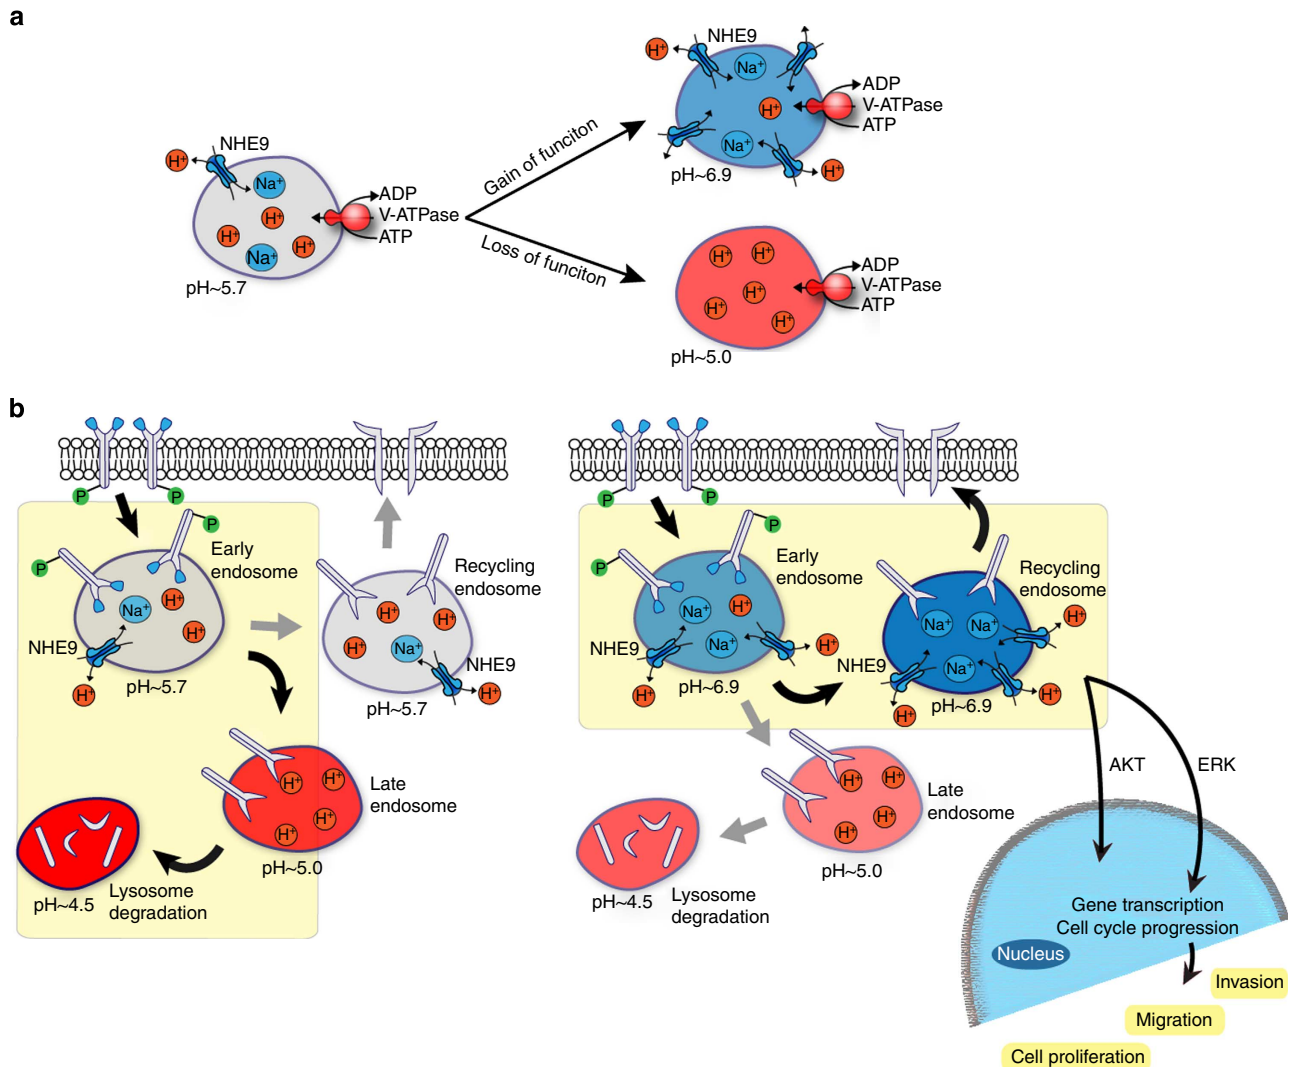 a
NHE9
H+
Na+
H+
H+
H+
Na+
ADP
V-ATPase
ATP
pH~5.7
Gain of funciton
Loss of funciton
NHE9
H+
Na+
H+
Na+
H+
ADP
V-ATPase
ATP
pH~6.9
H+
H+
H+
H+
H+
ADP
V-ATPase
ATP
pH~5.0
b
P
P
P
P
Early
endosome
Na+
H+
H+
NHE9
H+
pH~5.7
Recycling
endosome
H+
H+
H+
Na+
NHE9
H+
pH~5.7
H+
H+
H+
H+
Late
endosome
pH~5.0
pH~4.5
Lysosome
degradation
P
P
P
P
Early
endosome
Na+
H+
Na+
NHE9
H+
H+
pH~6.9
Recycling
endosome
Na+
Na+
Na+
H+
NHE9
H+
H+
pH~6.9
H+
H+
H+
H+
Late
endosome
pH~5.0
pH~4.5
Lysosome
degradation
AKT
ERK
Gene transcription
Cell cycle progression
Nucleus
Invasion
Migration
Cell proliferation